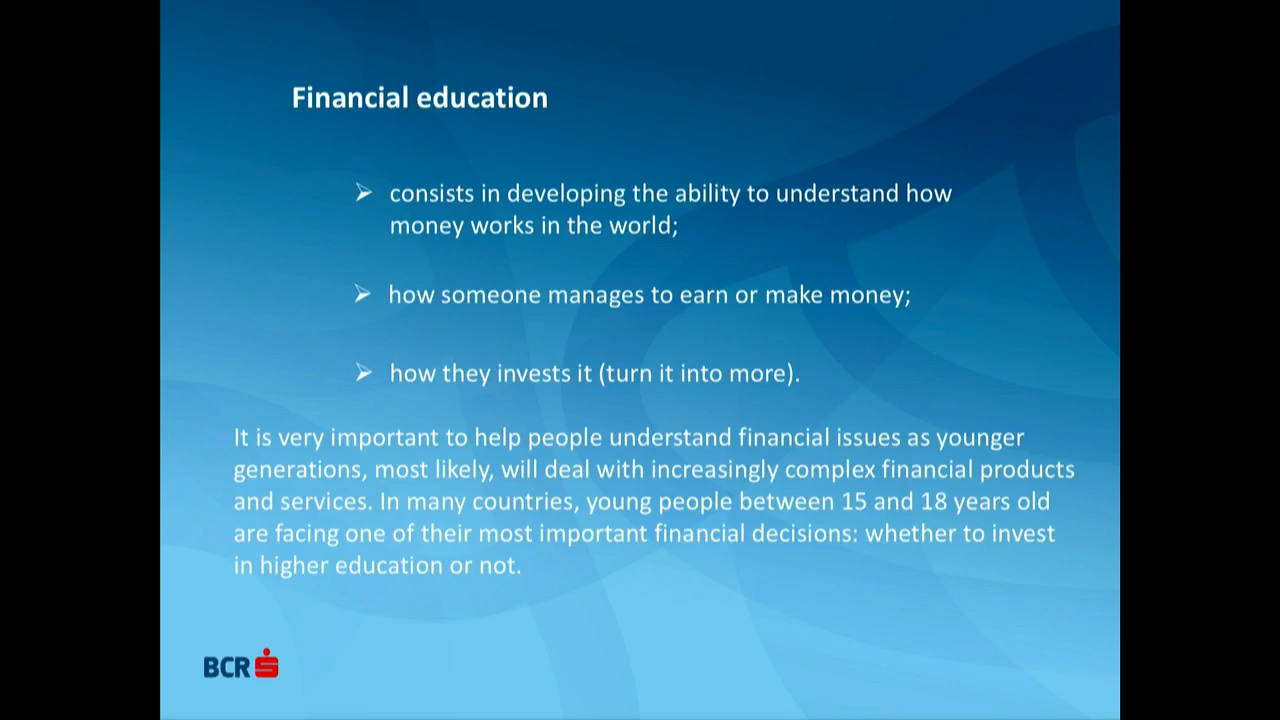 Financial education
➢ consists in developing the ability to understand how
money works in the world;
➢ how someone manages to earn or make money;
➢ how they invests it (turn it into more).
It is very important to help people understand financial issues as younger
generations, most likely, will deal with increasingly complex financial products
and services. In many countries, young people between 15 and 18 years old
are facing one of their most important financial decisions: whether to invest
in higher education or not.
BCR